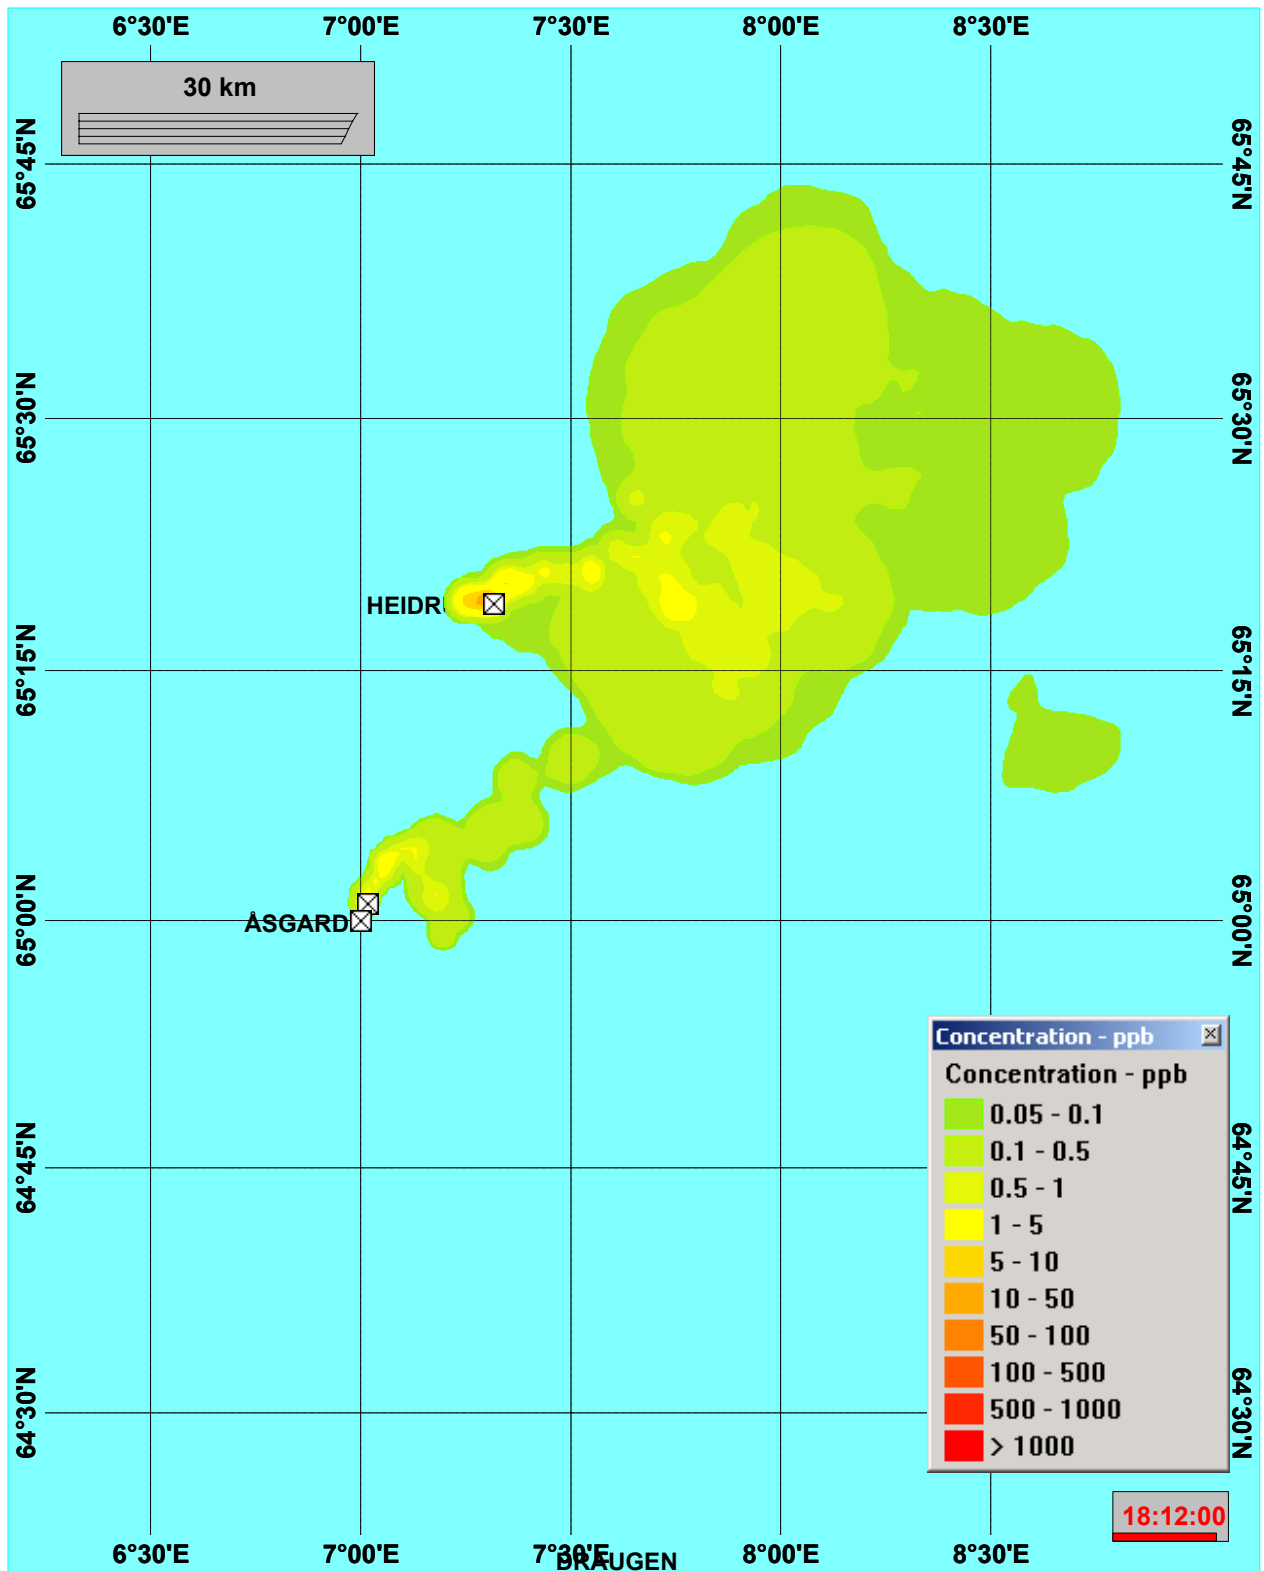 6°30'E 7°00'E 7°30'E 8°00'E 8°30'E
30 km
65°45'N 65°45'N
65°30'N 65°30'N
HEIDR
65°15'N 65°15'N
ÅSGARD
65°00'N 65°00'N
Concentration - ppb
Concentration - ppb
0.05 - 0.1
0.1 - 0.5
0.5 - 1
1 - 5
5 - 10
10 - 50
50 - 100
100 - 500
500 - 1000
> 1000
64°45'N 64°45'N
64°30'N 64°30'N
18:12:00
6°30'E 7°00'E 7°30'E 8°00'E 8°30'E
DRAUGEN